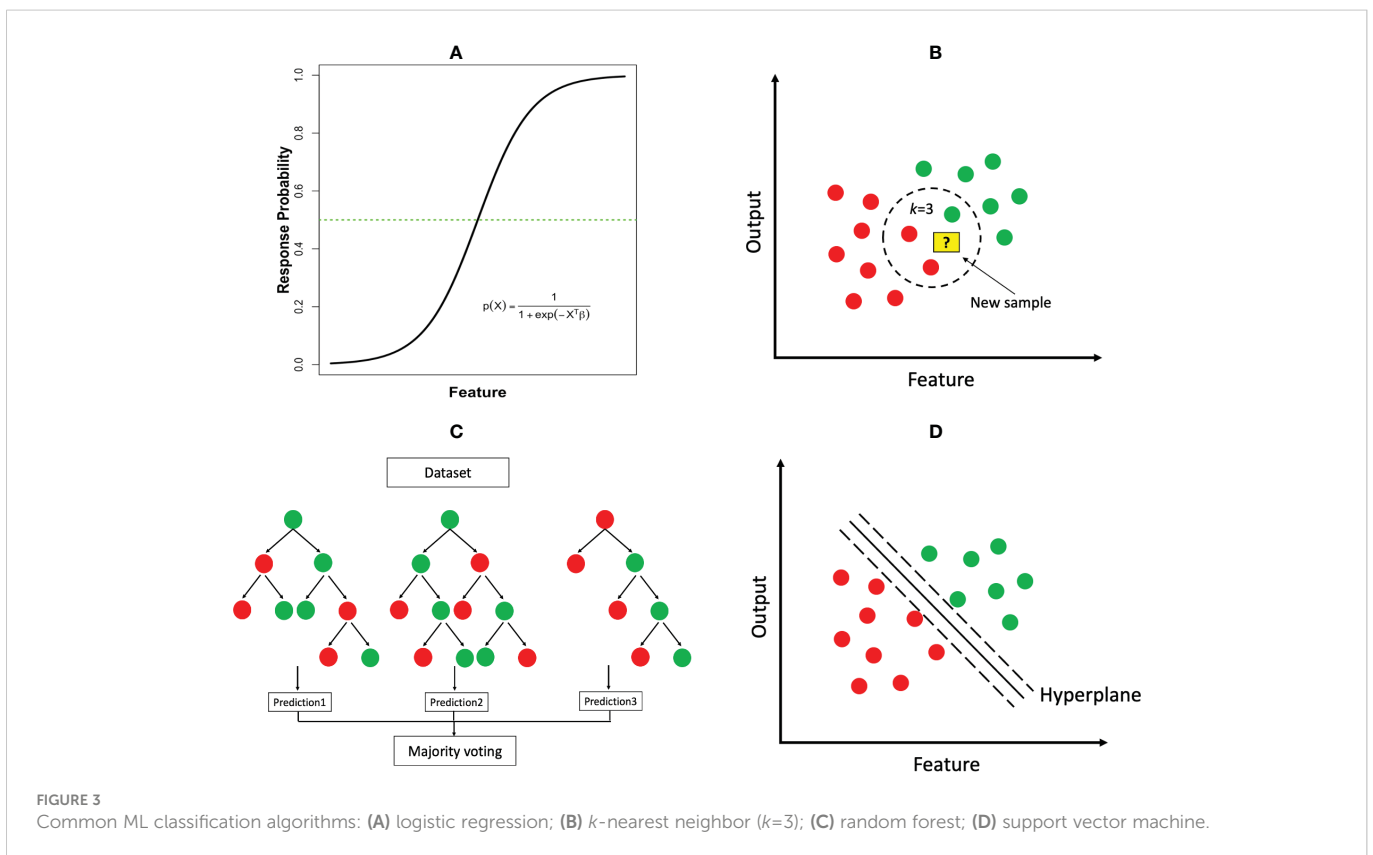 A
1.0
0.8
0.6
0.4
0.2
0.0
Response Probability
p(X) = 1 / 1 + exp(−XᵀΒ)
Feature
B
Output
k=3
?
New sample
Feature
C
Dataset
Prediction1
Prediction2
Prediction3
Majority voting
D
Output
Hyperplane
Feature
FIGURE 3
Common ML classification algorithms: (A) logistic regression; (B) k-nearest neighbor (k=3); (C) random forest; (D) support vector machine.